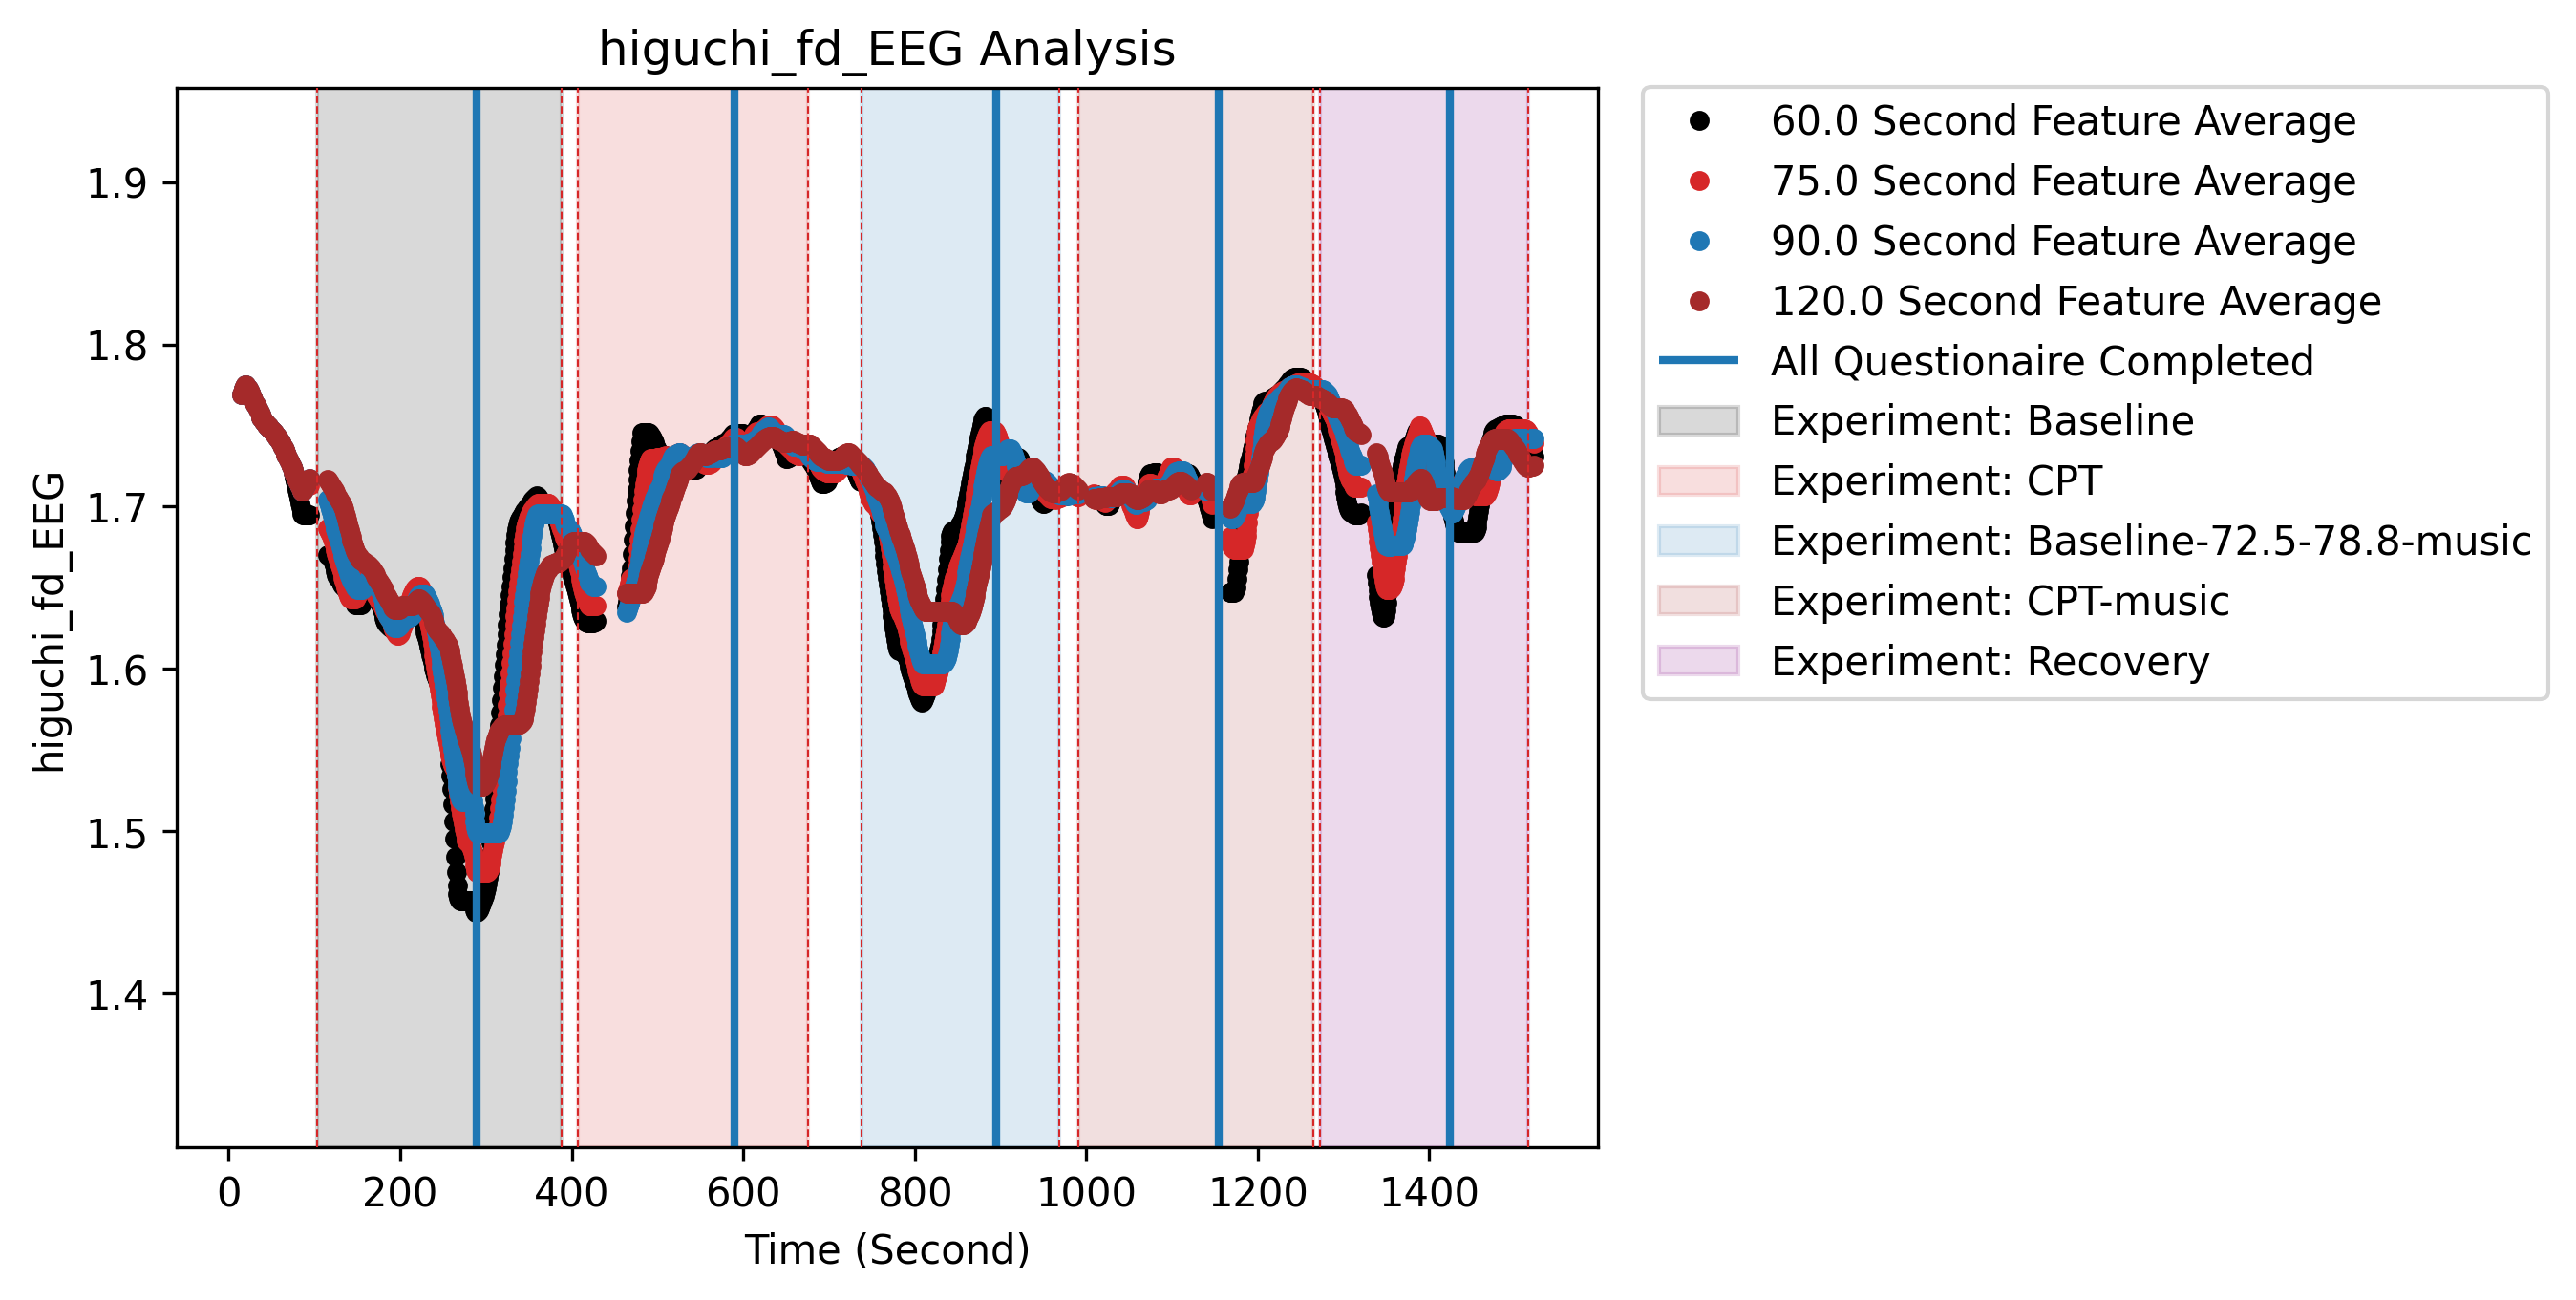 higuchi_fd_EEG Analysis
higuchi_fd_EEG
1.9
1.8
1.7
1.6
1.5
1.4
0
200
400
600
800
1000
1200
1400
Time (Second)
60.0 Second Feature Average
75.0 Second Feature Average
90.0 Second Feature Average
120.0 Second Feature Average
All Questionaire Completed
Experiment: Baseline
Experiment: CPT
Experiment: Baseline-72.5-78.8-music
Experiment: CPT-music
Experiment: Recovery